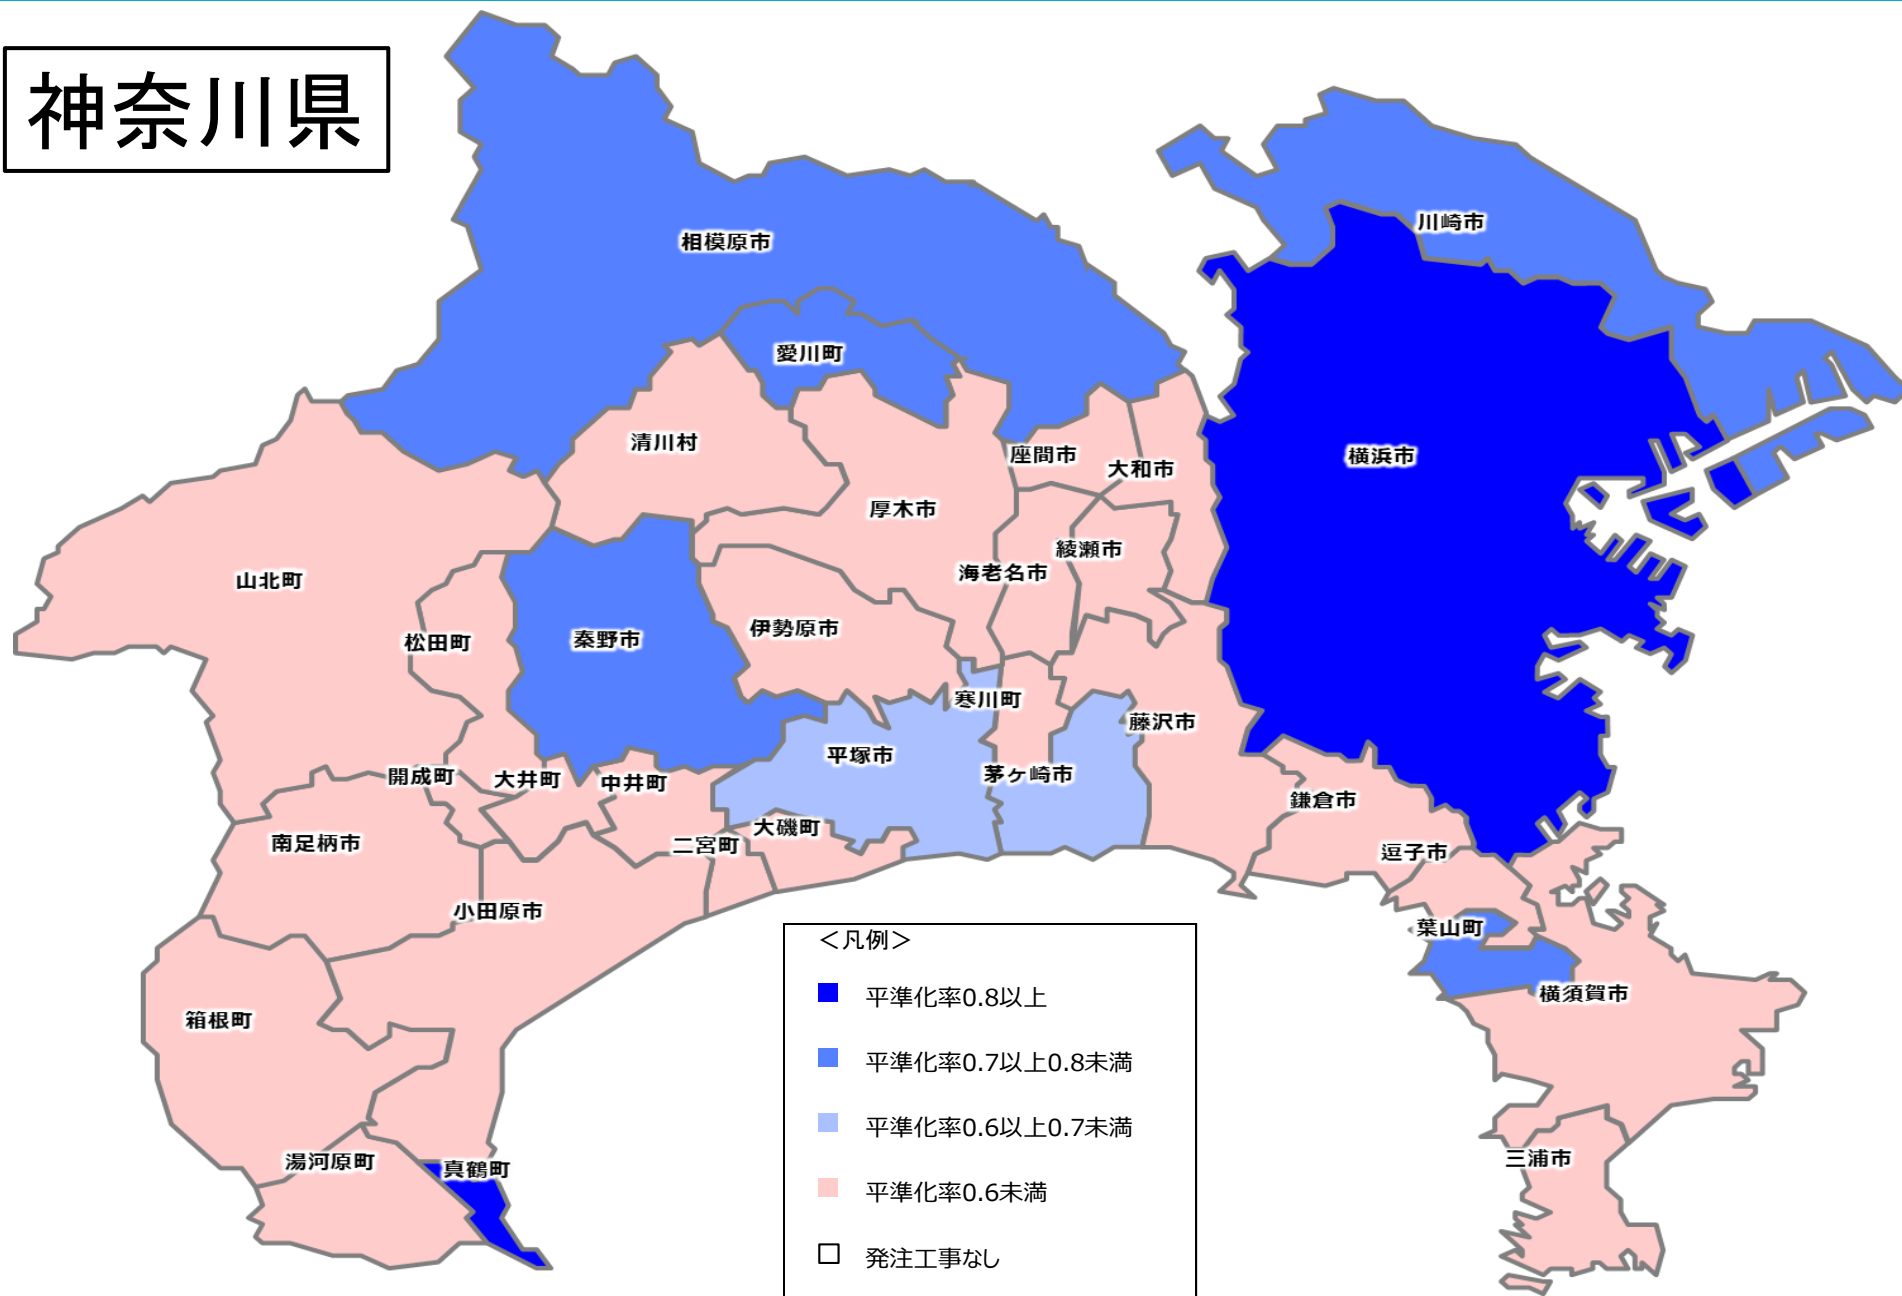 神奈川県
川崎市
相模原市
愛川町
清川村
座間市
横浜市
大和市
厚木市
綾瀬市
海老名市
山北町
伊勢原市
秦野市
松田町
寒川町
藤沢市
平塚市
茅ヶ崎市
開成町
大井町
中井町
鎌倉市
大磯町
南足柄市
二宮町
逗子市
小田原市
葉山町
横須賀市
箱根町
三浦市
湯河原町
真鶴町
＜凡例＞
平準化率0.8以上
平準化率0.7以上0.8未満
平準化率0.6以上0.7未満
平準化率0.6未満
発注工事なし